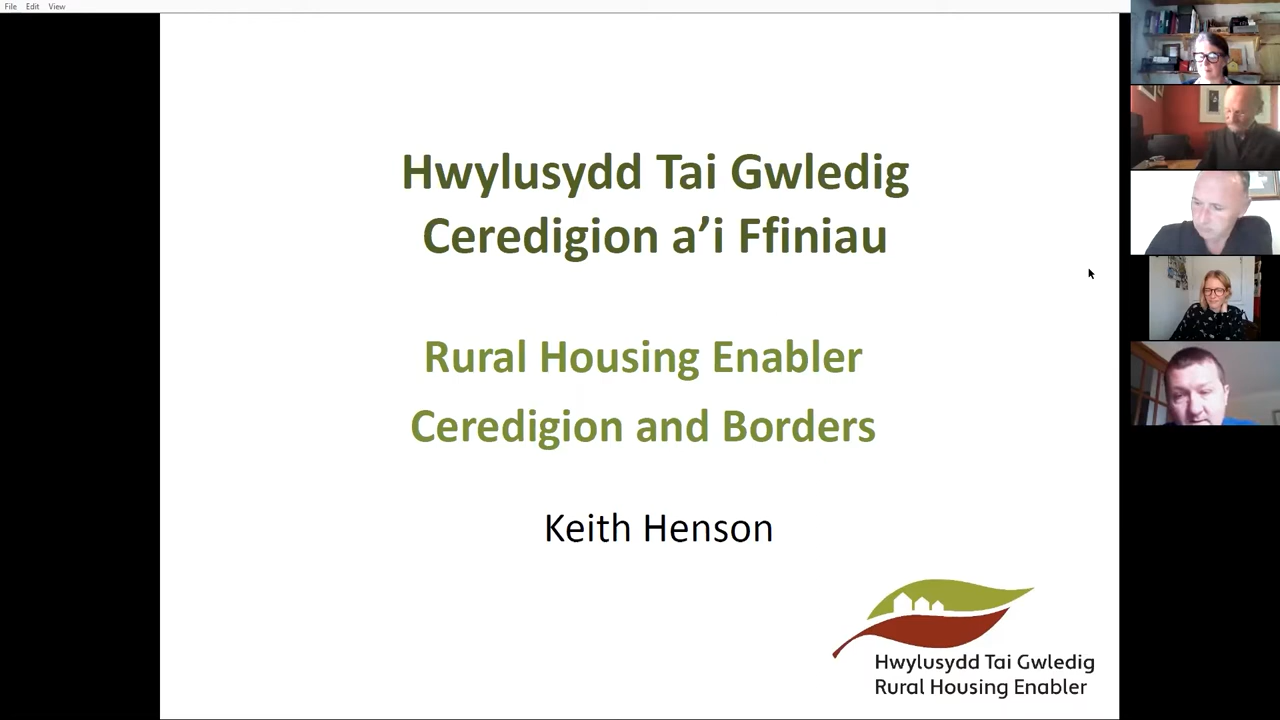 File Edit View
Hwylusydd Tai Gwledig
Ceredigion a’i Ffiniau
Rural Housing Enabler
Ceredigion and Borders
Keith Henson
Hwylusydd Tai Gwledig
Rural Housing Enabler